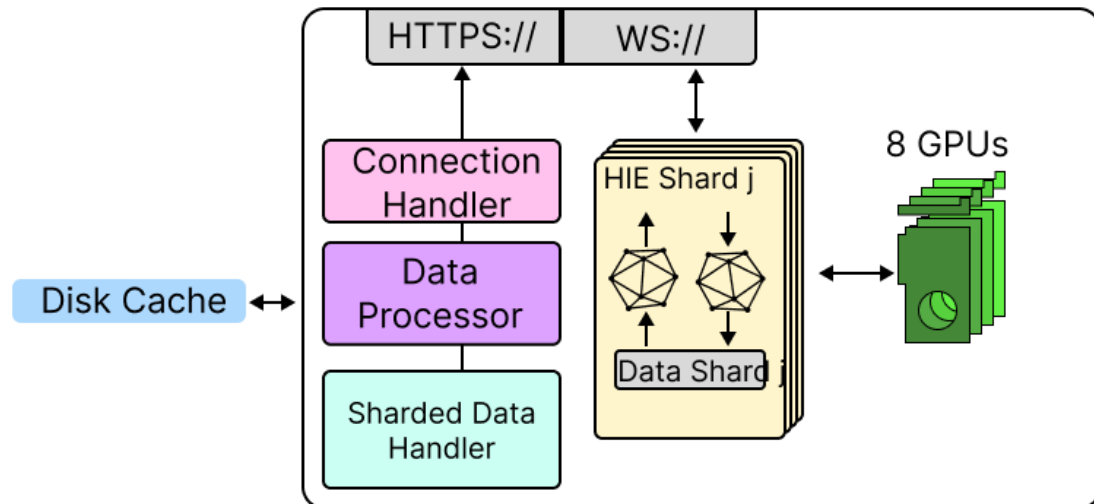 HTTPS://
WS://
Connection
Handler
HIE Shard j
8 GPUs
Data
Processor
Disk Cache
Data Shard j
Sharded Data
Handler